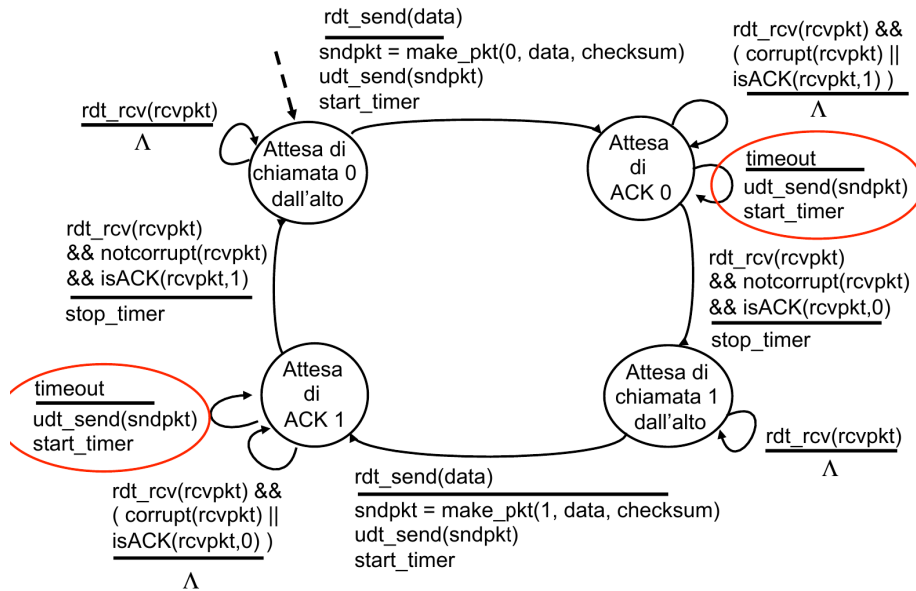 rdt_send(data)
sndpkt = make_pkt(0, data, checksum)
udt_send(sndpkt)
start_timer
rdt_rcv(rcvpkt) &&
( corrupt(rcvpkt) ||
isACK(rcvpkt,1) )
Λ
rdt_rcv(rcvpkt)
Λ
Attesa di
chiamata 0
dall'alto
Attesa
di
ACK 0
timeout
udt_send(sndpkt)
start_timer
rdt_rcv(rcvpkt)
&& notcorrupt(rcvpkt)
&& isACK(rcvpkt,1)
stop_timer
rdt_rcv(rcvpkt)
&& notcorrupt(rcvpkt)
&& isACK(rcvpkt,0)
stop_timer
timeout
udt_send(sndpkt)
start_timer
Attesa
di
ACK 1
Attesa di
chiamata 1
dall'alto
rdt_rcv(rcvpkt)
Λ
rdt_send(data)
sndpkt = make_pkt(1, data, checksum)
udt_send(sndpkt)
start_timer
rdt_rcv(rcvpkt) &&
( corrupt(rcvpkt) ||
isACK(rcvpkt,0) )
Λ